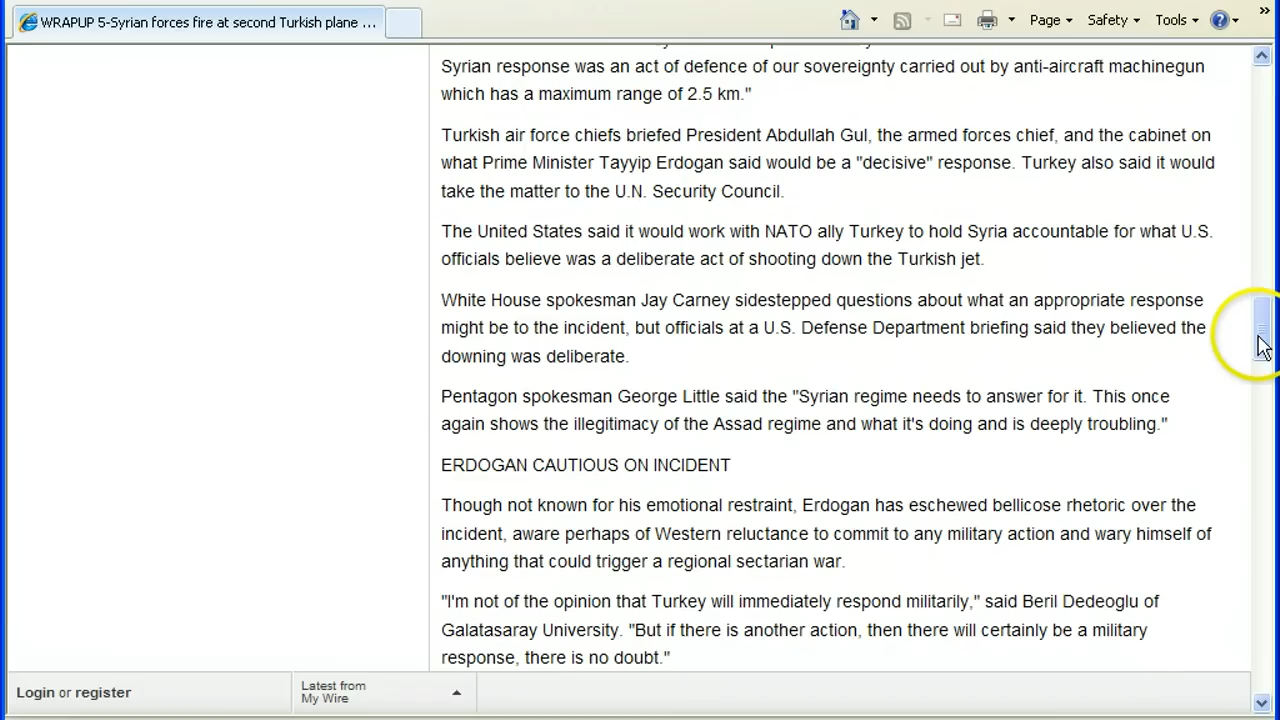 WRAPUP 5-Syrian forces fire at second Turkish plane ...
Page
Safety
Tools
Syrian response was an act of defence of our sovereignty carried out by anti-aircraft machinegun
which has a maximum range of 2.5 km."
Turkish air force chiefs briefed President Abdullah Gul, the armed forces chief, and the cabinet on
what Prime Minister Tayyip Erdogan said would be a "decisive" response. Turkey also said it would
take the matter to the U.N. Security Council.
The United States said it would work with NATO ally Turkey to hold Syria accountable for what U.S.
officials believe was a deliberate act of shooting down the Turkish jet.
White House spokesman Jay Carney sidestepped questions about what an appropriate response
might be to the incident, but officials at a U.S. Defense Department briefing said they believed the
downing was deliberate.
Pentagon spokesman George Little said the "Syrian regime needs to answer for it. This once
again shows the illegitimacy of the Assad regime and what it's doing and is deeply troubling."
ERDOGAN CAUTIOUS ON INCIDENT
Though not known for his emotional restraint, Erdogan has eschewed bellicose rhetoric over the
incident, aware perhaps of Western reluctance to commit to any military action and wary himself of
anything that could trigger a regional sectarian war.
"I'm not of the opinion that Turkey will immediately respond militarily," said Beril Dedeoglu of
Galatasaray University. "But if there is another action, then there will certainly be a military
response, there is no doubt."
Login or register
Latest from
My Wire